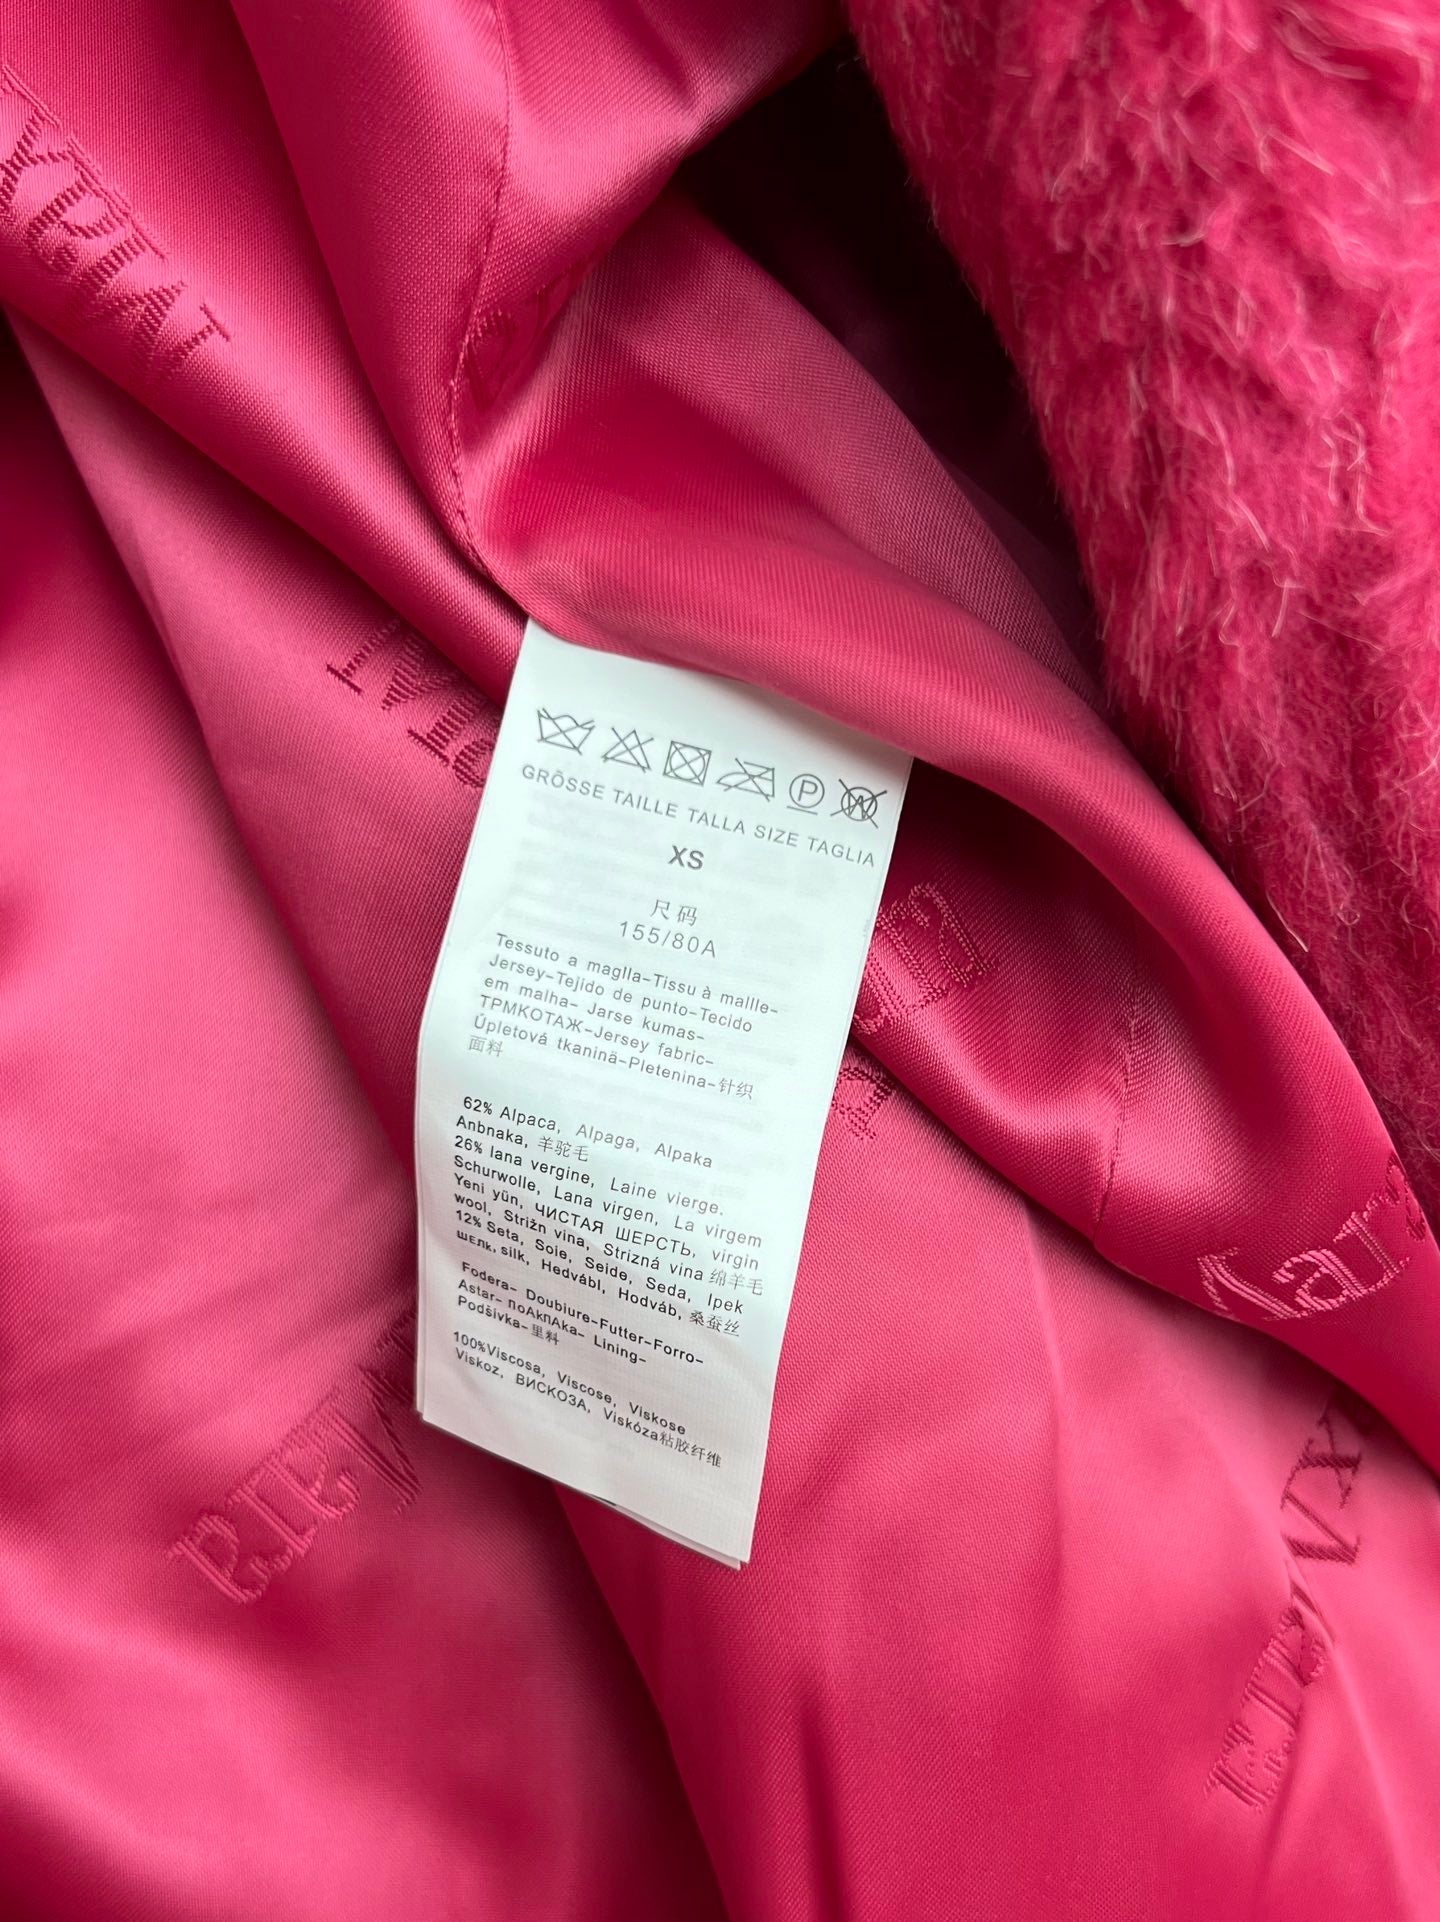 GRÖSSE TAILLE TALLA SIZE TAGLIA
XS
尺码
155/80A
Tessuto a maglla-Tissu à mallle-
Jersey-Tejido de punto-Tecido
em malha- Jarse kumas-
ТРМКОТАЖ-Jersey fabric-
Úpletová tkaninä-Pletenina-针织
面料
62% Alpaca, Alpaga, Alpaka
Anbnaka, 羊驼毛
26% lana vergine, Laine vierge.
Schurwolle, Lana virgen, La virgem
Yeni yün, ЧИСТАЯ ШЕРСТЬ, virgin
wool, Strižn vina, Strizná vina 绵羊毛
12% Seta, Soie, Seide, Seda, Ipek
шЕлк, silk, Hedvábl, Hodváb, 桑蚕丝
Fodera- Doubiure-Futter-Forro-
Astar- поАкпАka- Lining-
Podšivka-里料
100%Viscosa, Viscose, Viskose
Viskoz, ВИСКОЗА, Viskóza粘胶纤维